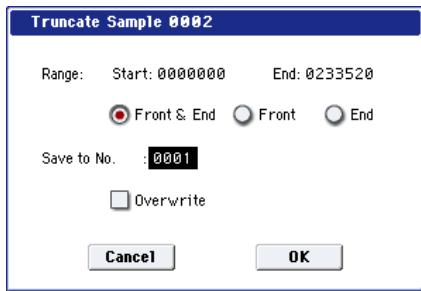 Truncate Sample 0002
Range: Start: 0000000 End: 0233520
Front & End Front End
Save to No. :0001
Overwrite
Cancel OK